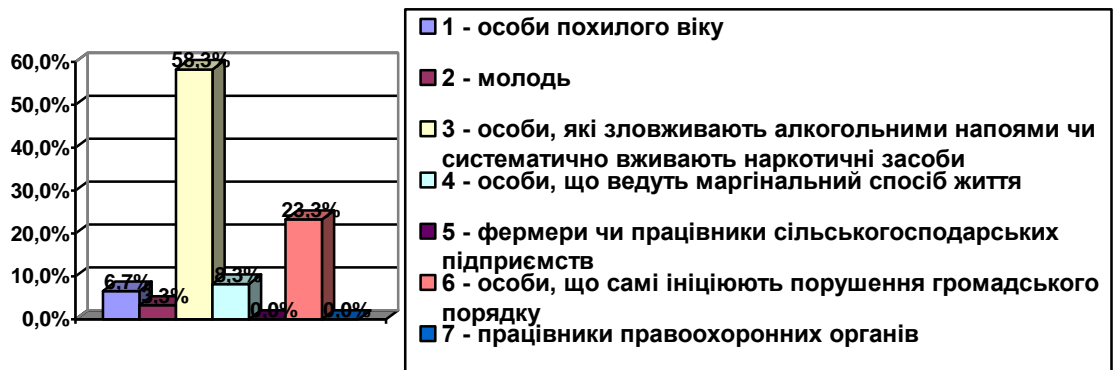 60,0%
50,0%
40,0%
30,0%
20,0%
10,0%
0,0%
6,7%
3,3%
58,3%
8,3%
0,0%
23,3%
0,0%
1 - особи похилого віку
2 - молодь
3 - особи, які зловживають алкогольними напоями чи
систематично вживають наркотичні засоби
4 - особи, що ведуть маргінальний спосіб життя
5 - фермери чи працівники сільськогосподарських
підприємств
6 - особи, що самі ініціюють порушення громадського
порядку
7 - працівники правоохоронних органів